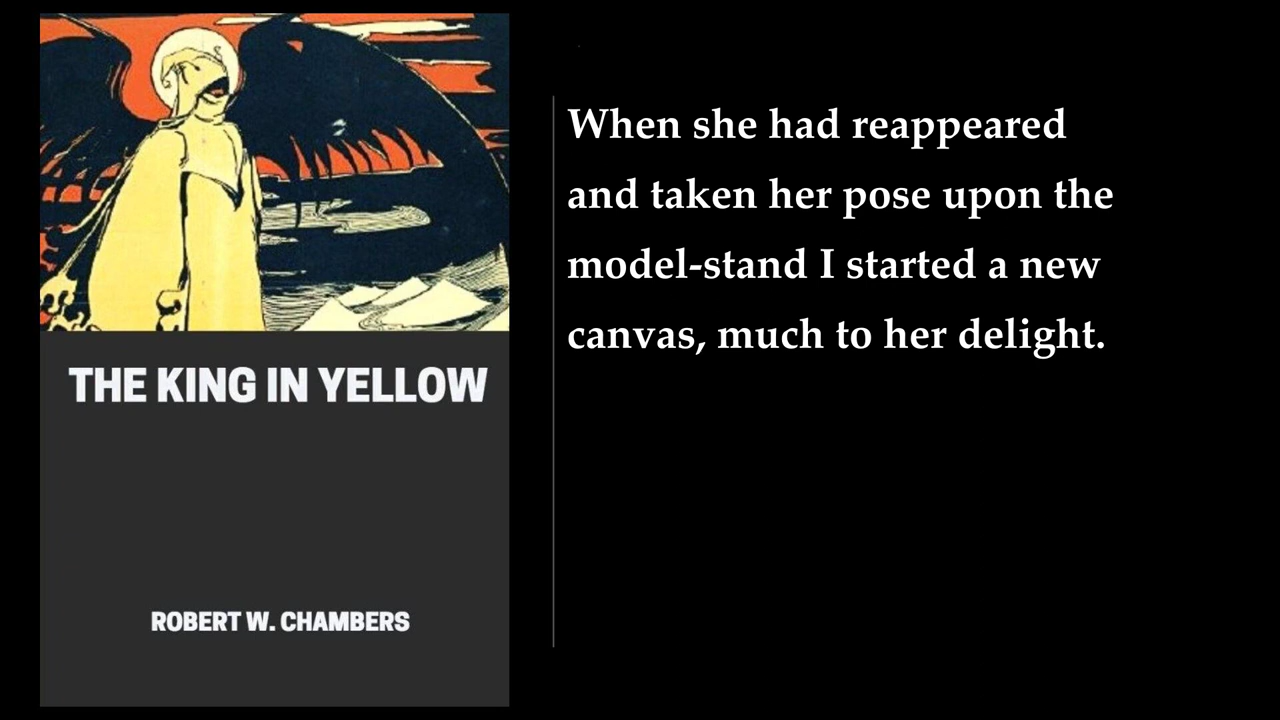 THE KING IN YELLOW
ROBERT W. CHAMBERS
When she had reappeared
and taken her pose upon the
model-stand I started a new
canvas, much to her delight.